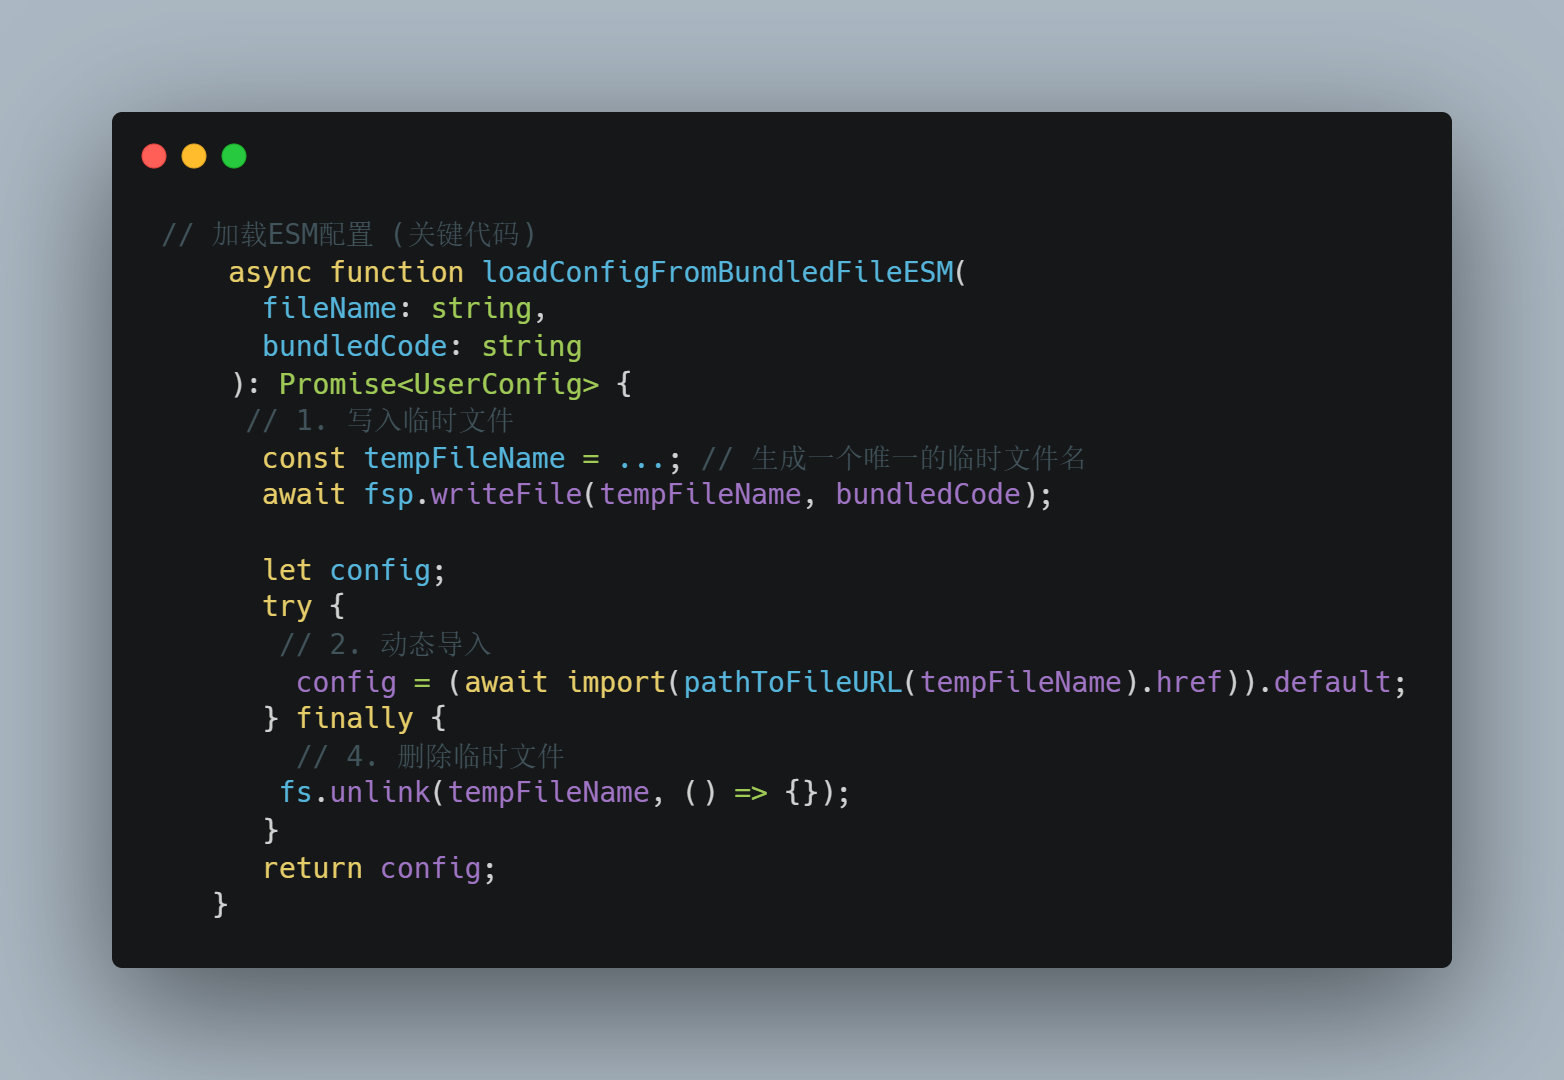 // 加载ESM配置 (关键代码)
async function loadConfigFromBundledFileESM(
fileName: string,
bundledCode: string
): Promise<UserConfig> {
// 1. 写入临时文件
const tempFileName = ...; // 生成一个唯一的临时文件名
await fsp.writeFile(tempFileName, bundledCode);
let config;
try {
// 2. 动态导入
config = (await import(pathToFileURL(tempFileName).href)).default;
} finally {
// 4. 删除临时文件
fs.unlink(tempFileName, () => {});
}
return config;
}